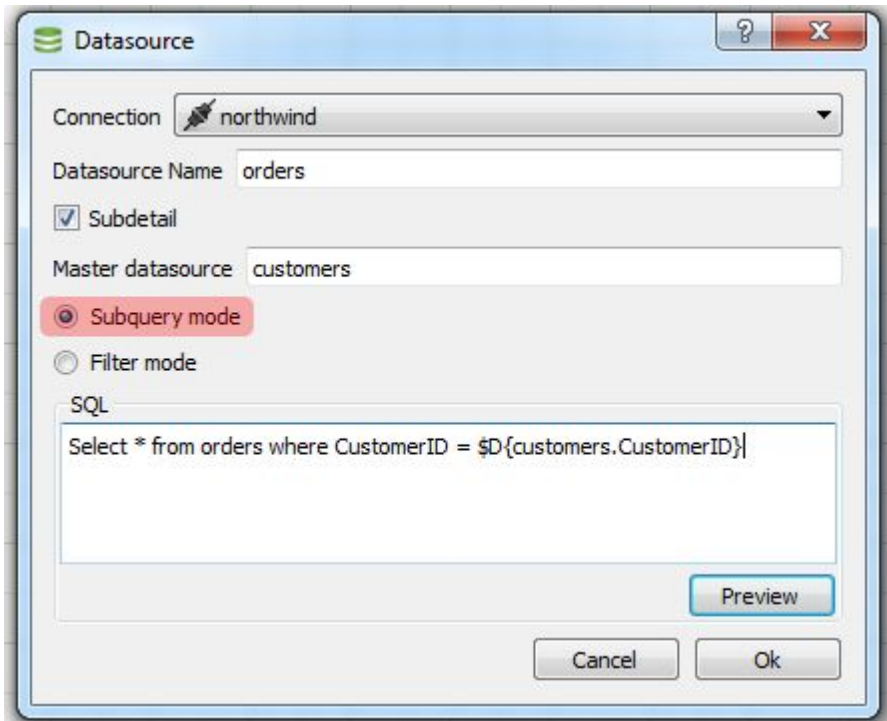 Datasource
Connection northwind
Datasource Name orders
Subdetail
Master datasource customers
Subquery mode
Filter mode
SQL
Select * from orders where CustomerID = $D{customers.CustomerID}
Preview
Cancel Ok